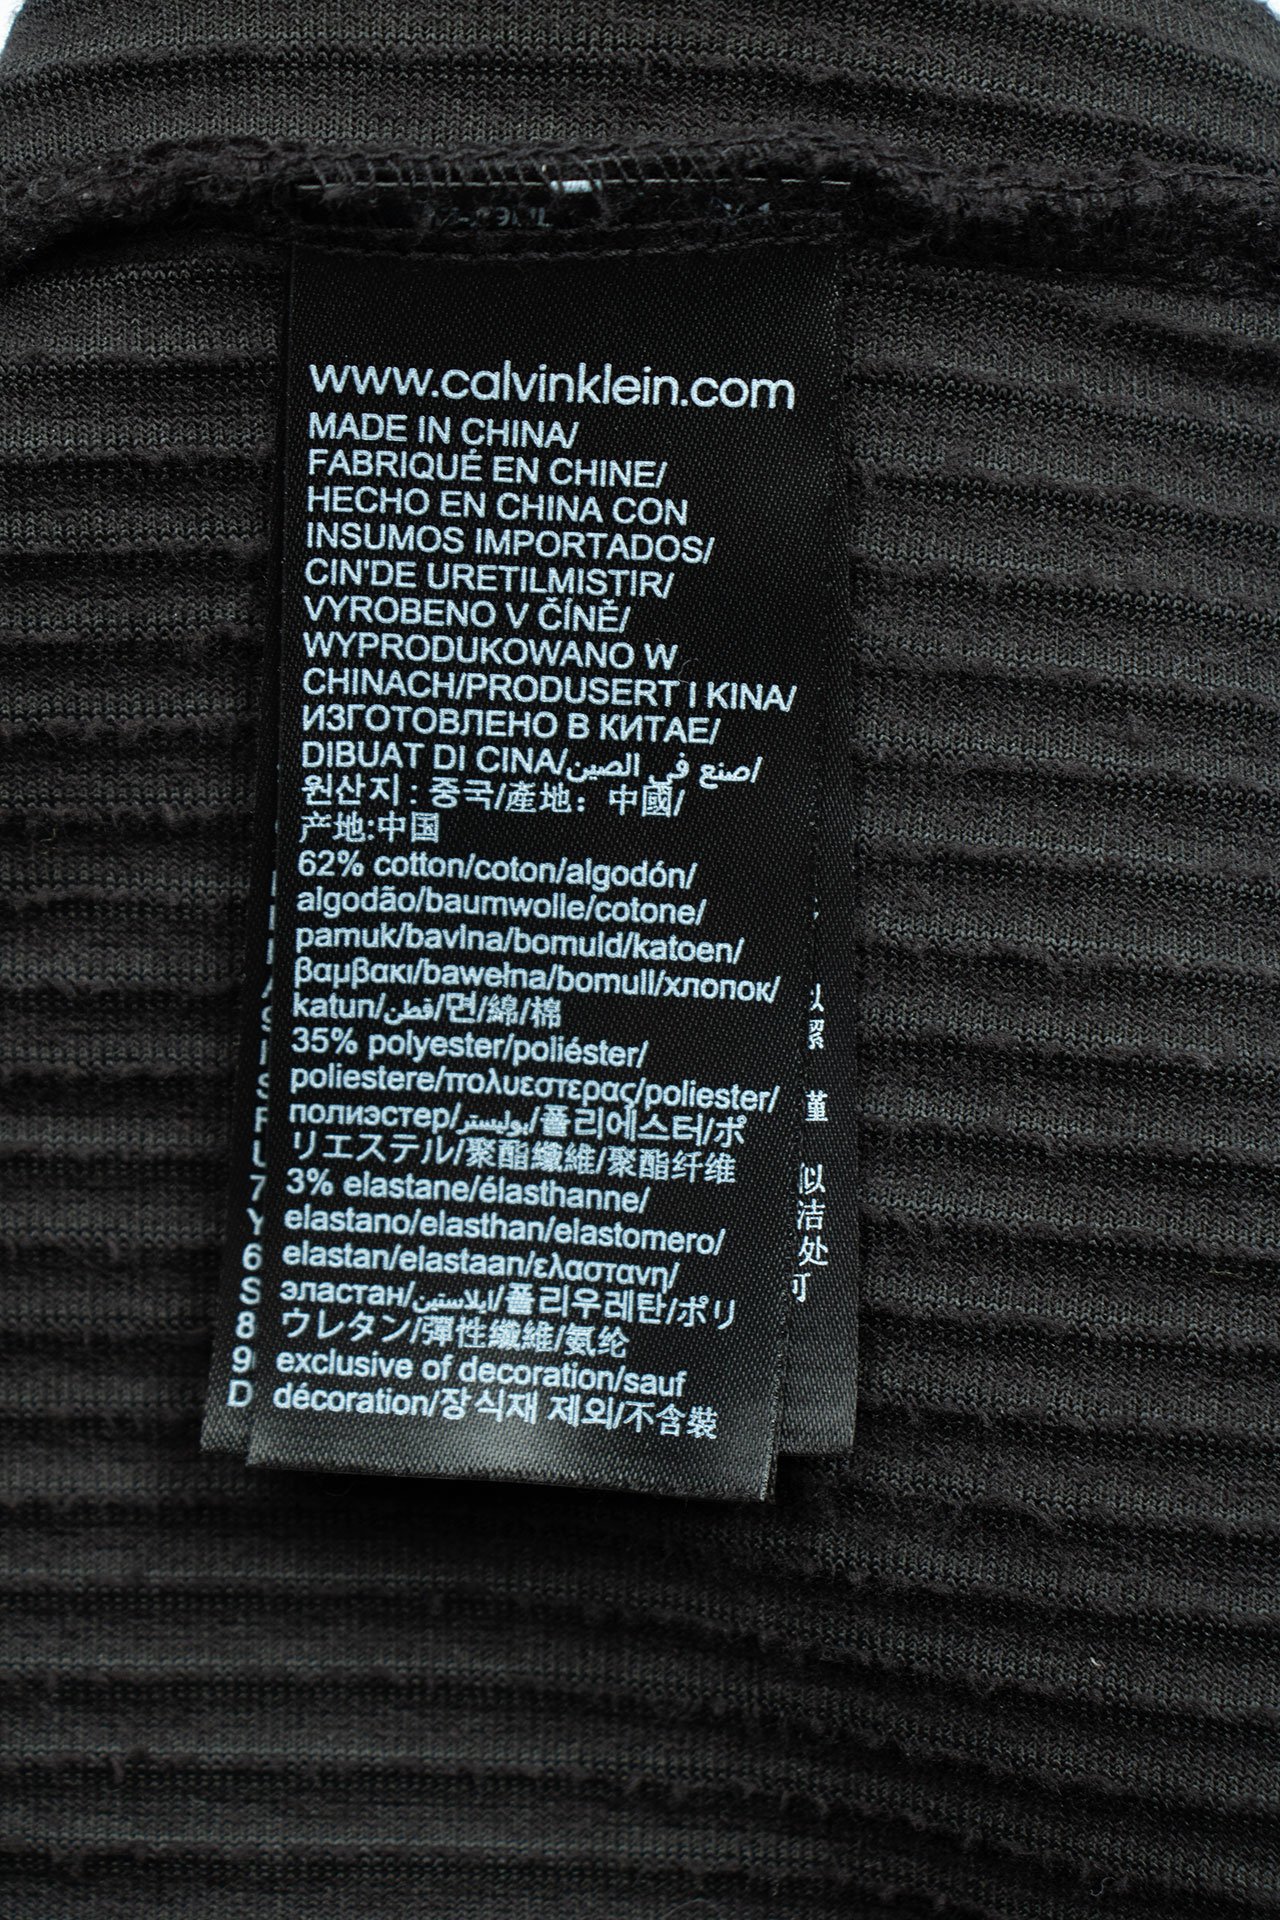 www.calvinklein.com
MADE IN CHINA/
FABRIQUÉ EN CHINE/
HECHO EN CHINA CON
INSUMOS IMPORTADOS/
CIN'DE URETILMISTIR/
VYROBENO V ČÍNĚ/
WYPRODUKOWANO W
CHINACH/PRODUSERT I KINA/
ИЗГОТОВЛЕНО В КИТАЕ/
DIBUAT DI CINA/صنع في الصين/
원산지 : 중국/產地: 中國/
产地:中国
62% cotton/coton/algodón/
algodão/baumwolle/cotone/
pamuk/bavlna/bomuld/katoen/
βαμβακι/bawełna/bomull/хлопок/
katun/قطن/면/綿/棉
35% polyester/poliéster/
poliestere/πολυεστερας/poliester/
полиэстер/بوليستر/폴리에스터/ポ
リエステル/聚酯纖維/聚酯纤维
3% elastane/élasthanne/
elastano/elasthan/elastomero/
elastan/elastaan/ελαστανη/
эластан/ايلاستين/폴리우레탄/ポリ
ウレタン/彈性纖維/氨纶
exclusive of decoration/sauf
décoration/장식재 제외/不含裝